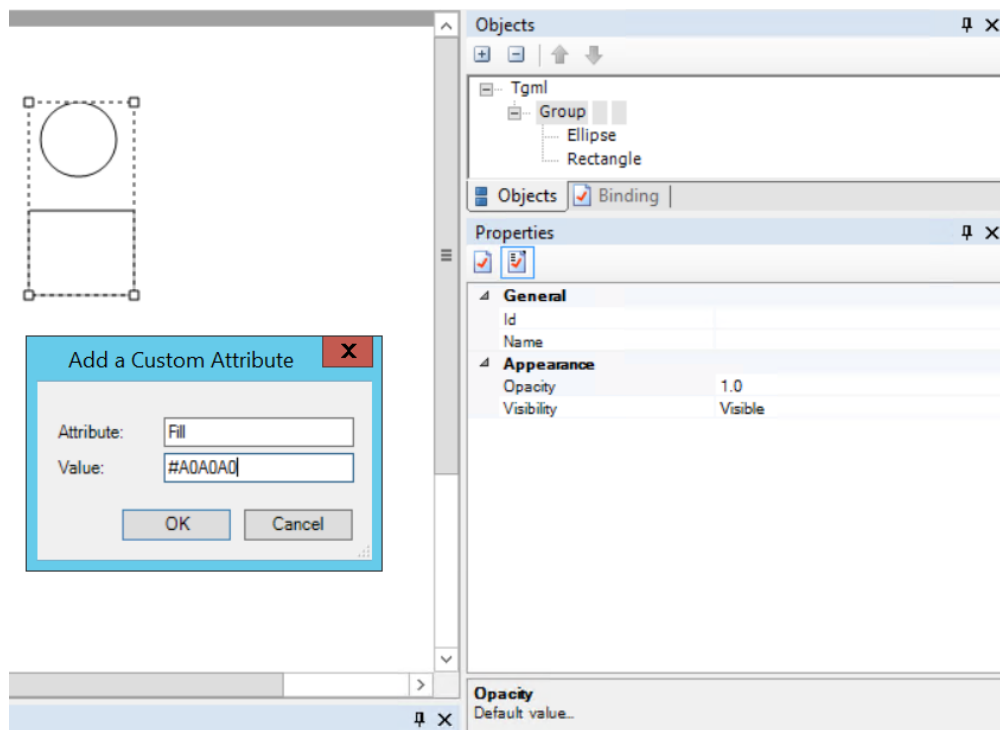 Objects
Tgml
Group
Ellipse
Rectangle
Objects Binding
Properties
General
Id
Name
Appearance
Opacity 1.0
Visibility Visible
Add a Custom Attribute X
Attribute: Fill
Value: #A0A0A0
OK Cancel
Opacity
Default value...